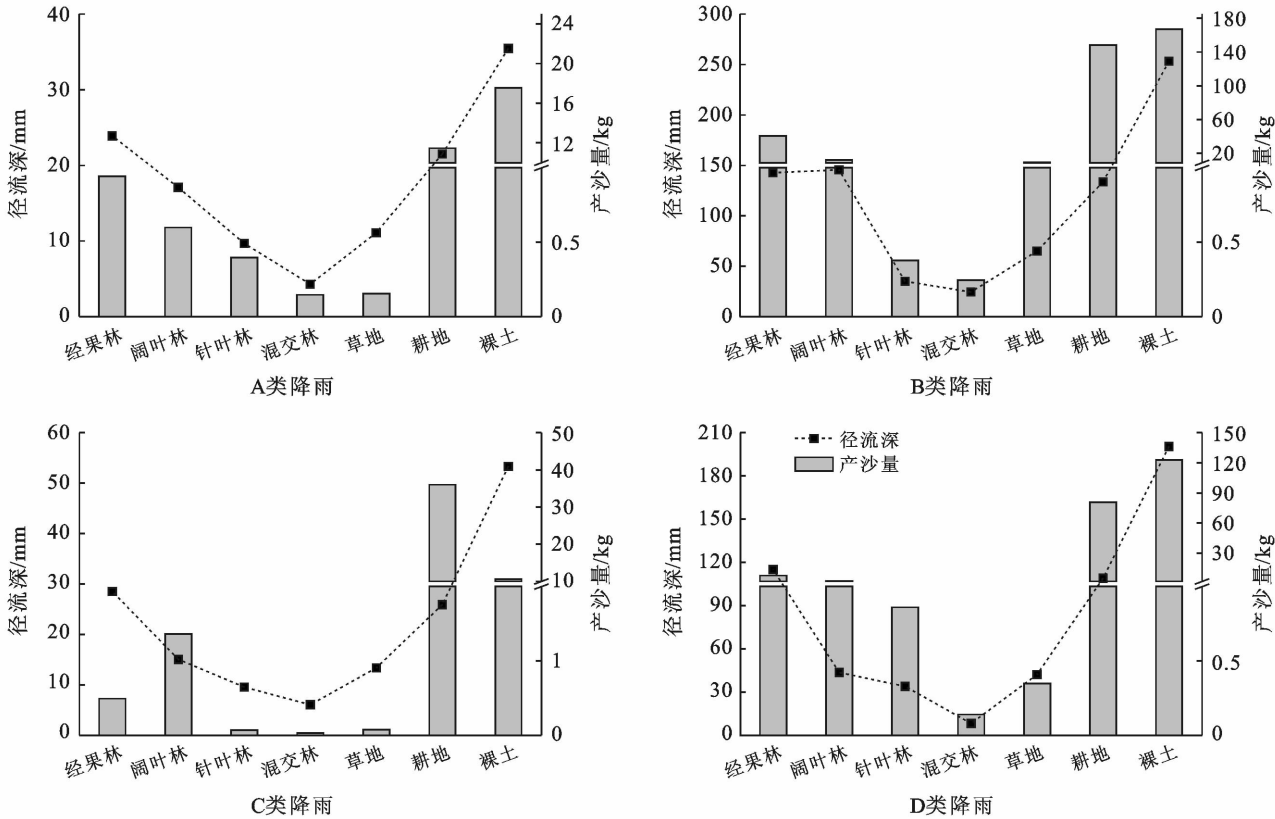 40
30
20
10
0
径流深/mm
24
20
16
12
0.5
0
产沙量/kg
经果林
阔叶林
针叶林
混交林
草地
耕地
裸土
A类降雨
300
250
200
150
100
50
0
径流深/mm
180
140
100
60
20
0.5
0
产沙量/kg
经果林
阔叶林
针叶林
混交林
草地
耕地
裸土
B类降雨
60
50
40
30
20
10
0
径流深/mm
50
40
30
20
10
1
0
产沙量/kg
经果林
阔叶林
针叶林
混交林
草地
耕地
裸土
C类降雨
210
180
150
120
90
60
30
0
径流深/mm
径流深
产沙量
150
120
90
60
30
0.5
0
产沙量/kg
经果林
阔叶林
针叶林
混交林
草地
耕地
裸土
D类降雨